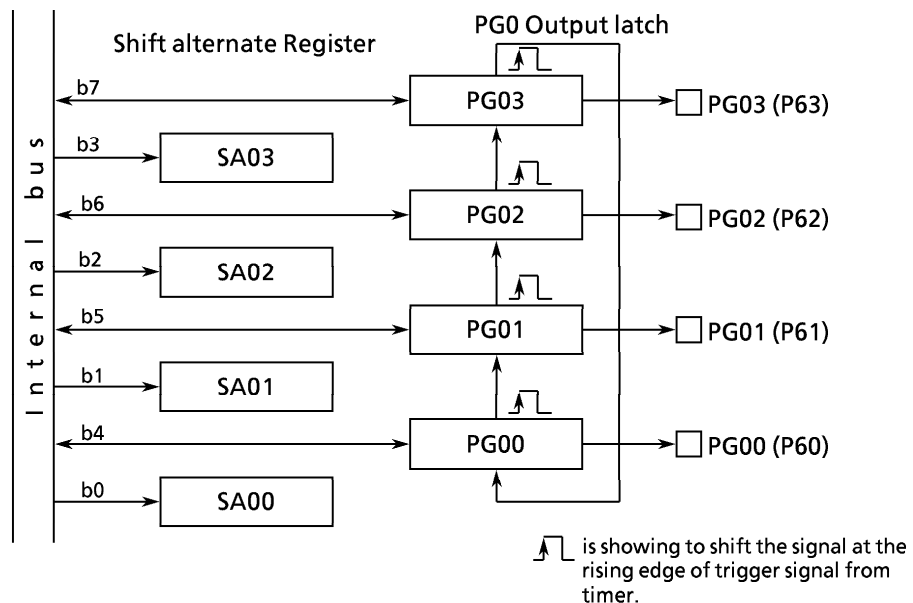 PG0 Output latch
Shift alternate Register
b7
PG03
PG03 (P63)
b3
SA03
b6
PG02
PG02 (P62)
b2
SA02
b5
PG01
PG01 (P61)
b1
SA01
b4
PG00
PG00 (P60)
b0
SA00
Internal bus
is showing to shift the signal at the
rising edge of trigger signal from
timer.